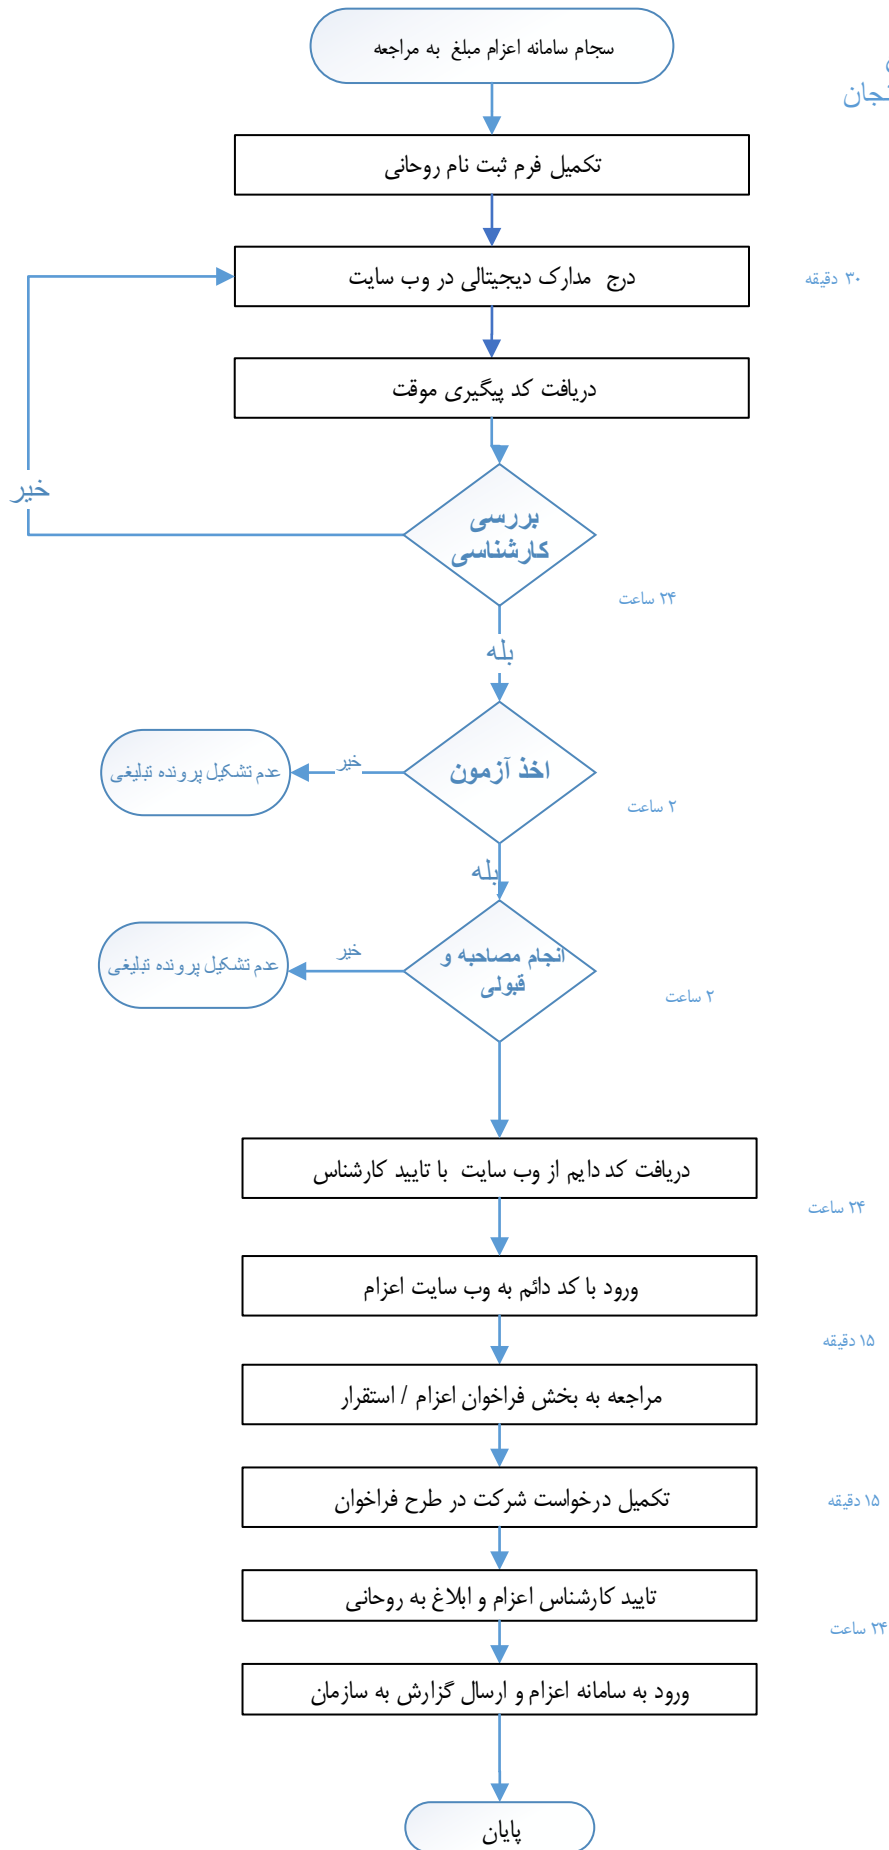 سجام سامانه اعزام مبلغ به مراجعه
نجان
تکمیل فرم ثبت نام روحانی
درج مدارک دیجیتالی در وب سایت
۳۰ دقیقه
دریافت کد پیگیری موقت
بررسی
کارشناسی
خیر
۲۴ ساعت
بله
اخذ آزمون
خیر
عدم تشکیل پرونده تبلیغی
۲ ساعت
بله
انجام مصاحبه و
قبولی
خیر
عدم تشکیل پرونده تبلیغی
۲ ساعت
دریافت کد دایم از وب سایت با تایید کارشناس
۲۴ ساعت
ورود با کد دائم به وب سایت اعزام
۱۵ دقیقه
مراجعه به بخش فراخوان اعزام / استقرار
تکمیل درخواست شرکت در طرح فراخوان
۱۵ دقیقه
تایید کارشناس اعزام و ابلاغ به روحانی
۲۴ ساعت
ورود به سامانه اعزام و ارسال گزارش به سازمان
پایان